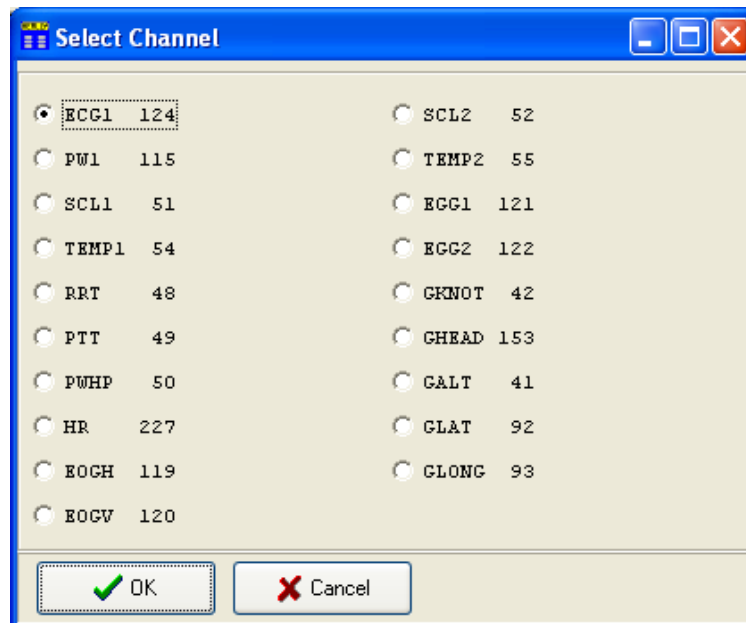 Select Channel
ECG1 124
PW1 115
SCL1 51
TEMP1 54
RRT 48
PTT 49
PWHP 50
HR 227
EOGH 119
EOGV 120
SCL2 52
TEMP2 55
EGG1 121
EGG2 122
GKNOT 42
GHEAD 153
GALT 41
GLAT 92
GLONG 93
OK
Cancel